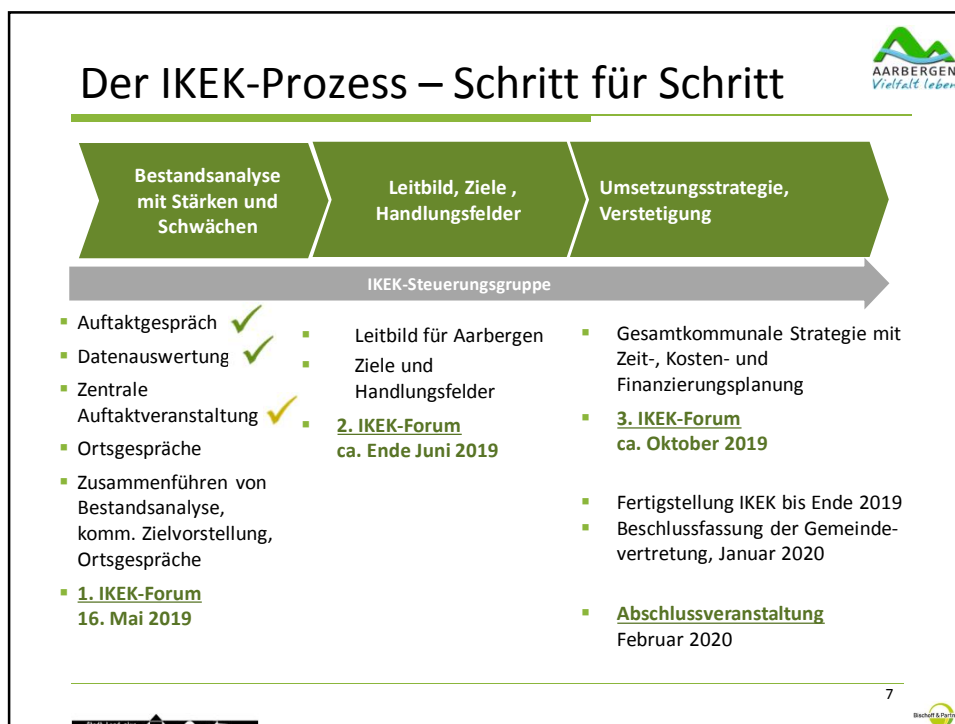 Der IKEK-Prozess – Schritt für Schritt
AARBERGEN
Vielfalt leben
Bestandsanalyse
mit Stärken und
Schwächen
Leitbild, Ziele ,
Handlungsfelder
Umsetzungsstrategie,
Verstetigung
IKEK-Steuerungsgruppe
Auftaktgespräch
Datenauswertung
Zentrale
Auftaktveranstaltung
Ortsgespräche
Zusammenführen von
Bestandsanalyse,
komm. Zielvorstellung,
Ortsgespräche
1. IKEK-Forum
16. Mai 2019
Leitbild für Aarbergen
Ziele und
Handlungsfelder
2. IKEK-Forum
ca. Ende Juni 2019
Gesamtkommunale Strategie mit
Zeit-, Kosten- und
Finanzierungsplanung
3. IKEK-Forum
ca. Oktober 2019
Fertigstellung IKEK bis Ende 2019
Beschlussfassung der Gemeinde-
vertretung, Januar 2020
Abschlussveranstaltung
Februar 2020
7
Bischoff & Partner